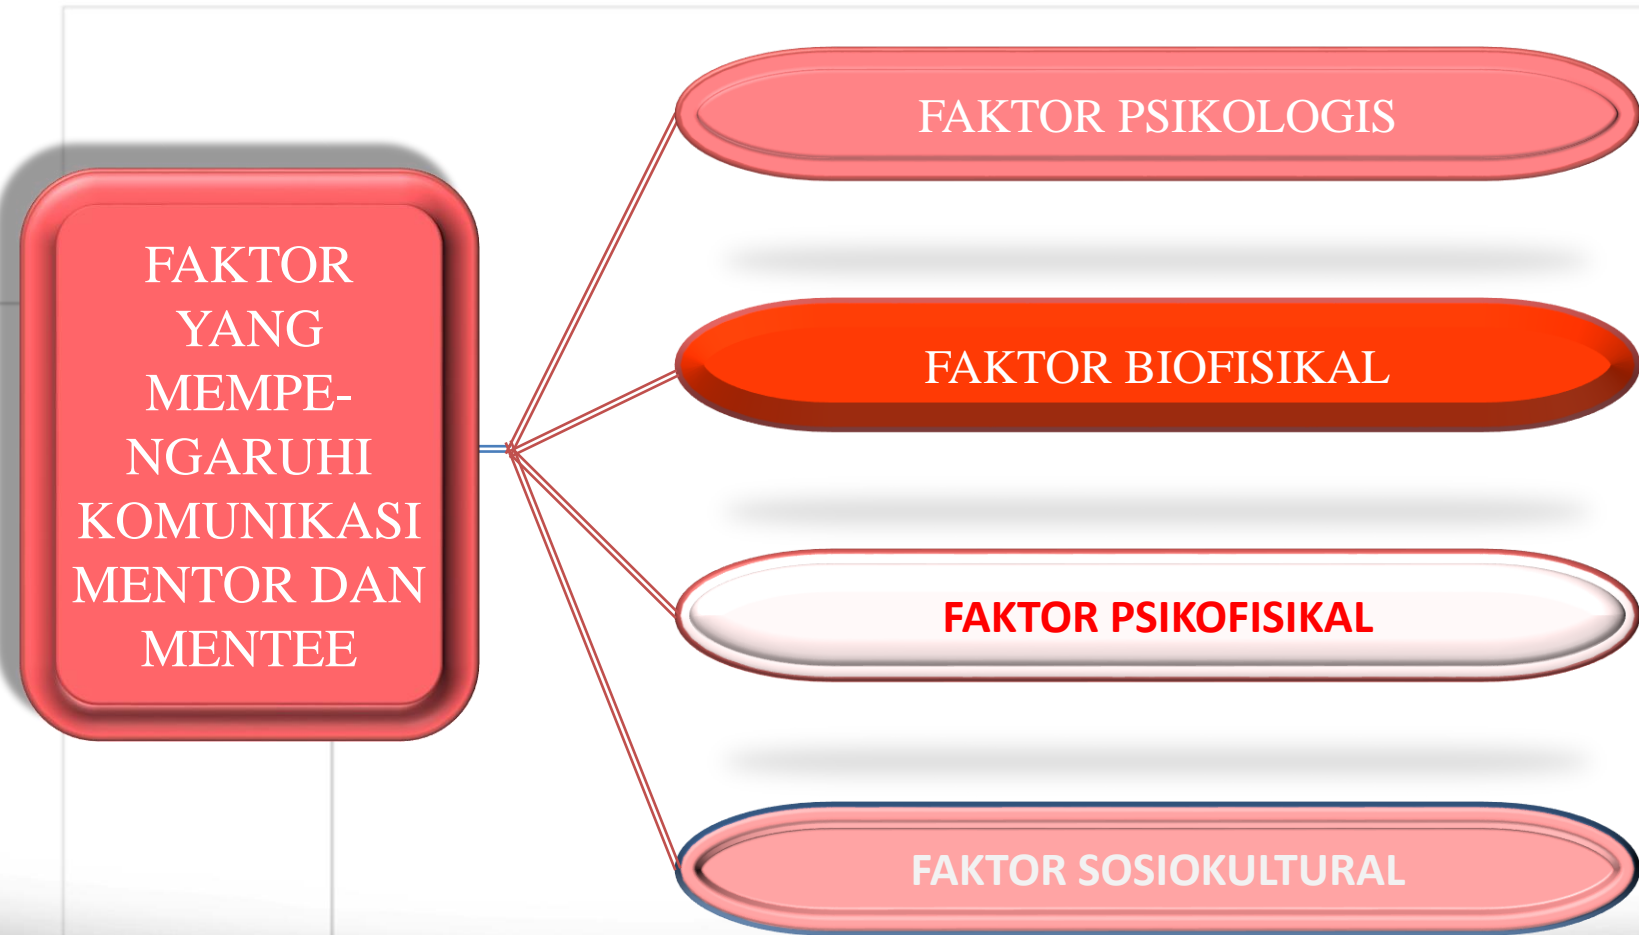 FAKTOR
YANG
MEMPE-
NGARUHI
KOMUNIKASI
MENTOR DAN
MENTEE
FAKTOR PSIKOLOGIS
FAKTOR BIOFISIKAL
FAKTOR PSIKOFISIKAL
FAKTOR SOSIOKULTURAL